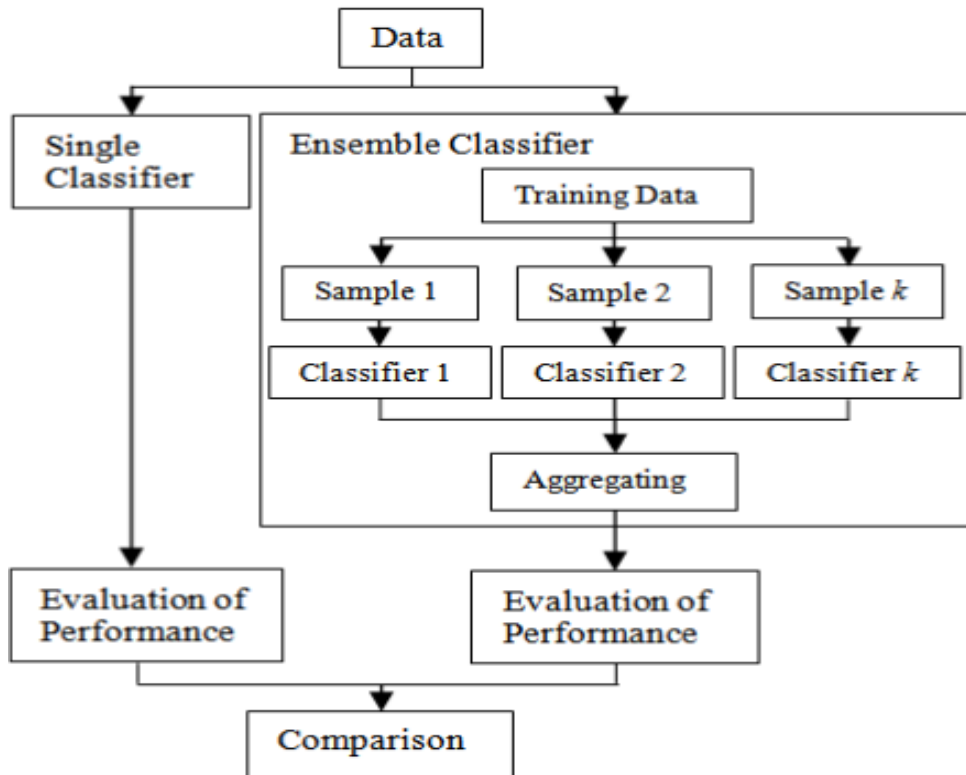 Data
Single
Classifier
Ensemble Classifier
Training Data
Sample 1
Sample 2
Sample k
Classifier 1
Classifier 2
Classifier k
Aggregating
Evaluation of
Performance
Evaluation of
Performance
Comparison